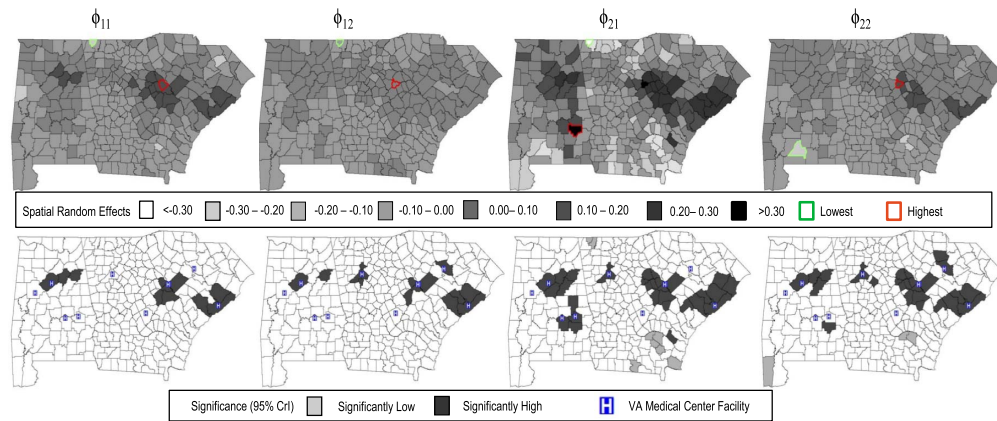 ϕ11 ϕ12 ϕ21 ϕ22
Spatial Random Effects <-0.30 -0.30 – -0.20 -0.20 – -0.10 -0.10 – 0.00 0.00– 0.10 0.10 – 0.20 0.20– 0.30 >0.30 Lowest Highest
H H H H H H H H
H H H H H H H H
H H H H H H H H
H H H H H H H H
Significance (95% CrI) Significantly Low Significantly High H VA Medical Center Facility